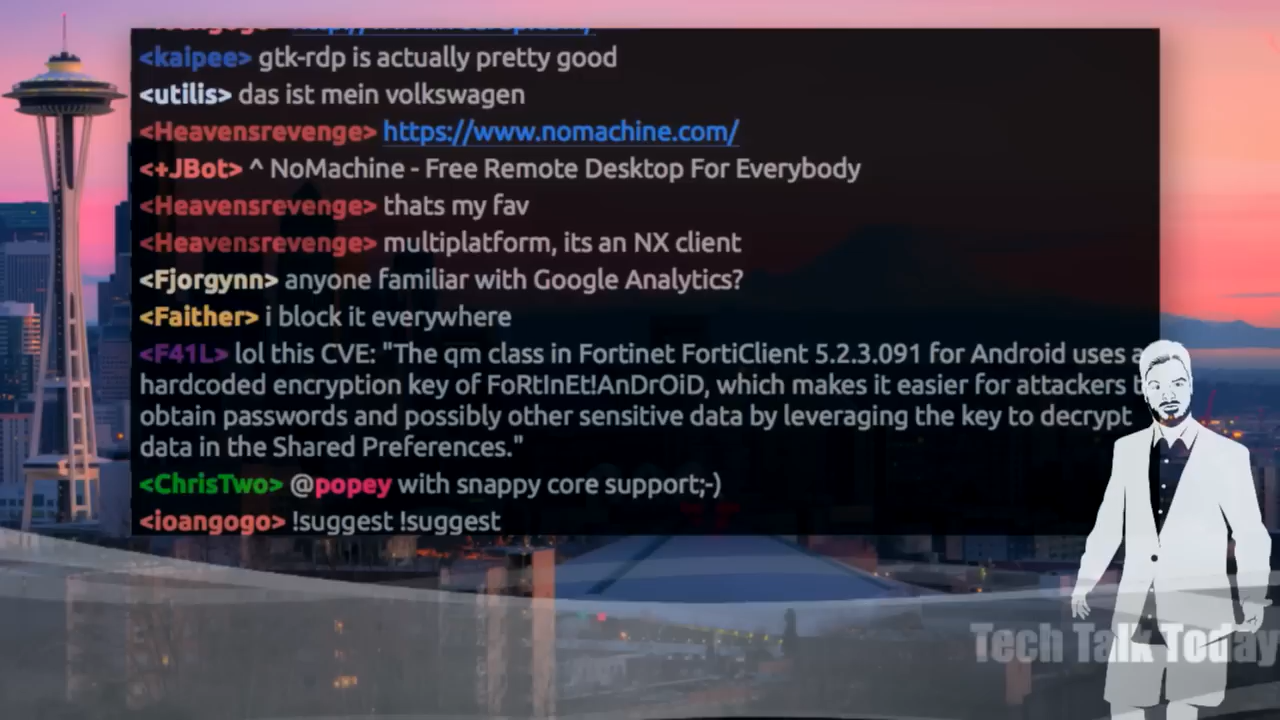 <kaipee> gtk-rdp is actually pretty good
<utilis> das ist mein volkswagen
<Heavensrevenge> https://www.nomachine.com/
<+JBot> ^ NoMachine - Free Remote Desktop For Everybody
<Heavensrevenge> thats my fav
<Heavensrevenge> multiplatform, its an NX client
<Fjorgynn> anyone familiar with Google Analytics?
<Faither> i block it everywhere
<F41L> lol this CVE: "The qm class in Fortinet FortiClient 5.2.3.091 for Android uses a
hardcoded encryption key of FoRtInEt!AnDrOiD, which makes it easier for attackers
obtain passwords and possibly other sensitive data by leveraging the key to decrypt
data in the Shared Preferences."
<ChrisTwo> @popey with snappy core support;-)
<ioangogo> !suggest !suggest
Tech Talk Today